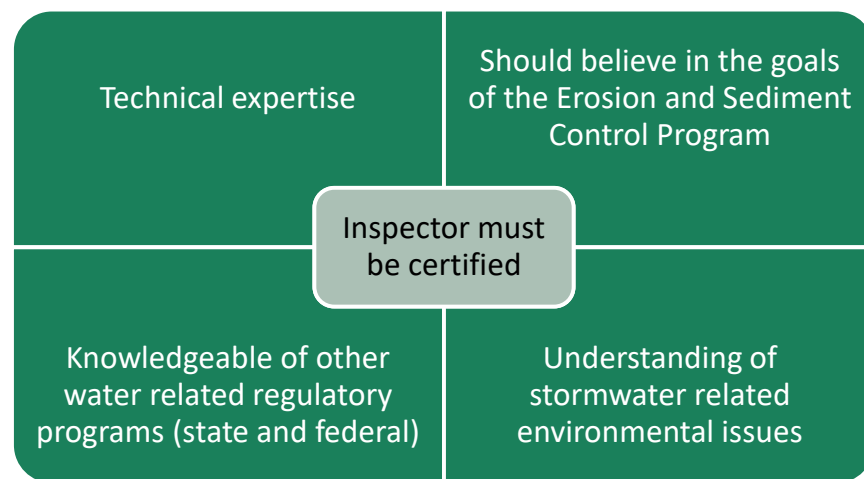 Technical expertise
Should believe in the goals
of the Erosion and Sediment
Control Program
Inspector must
be certified
Knowledgeable of other
water related regulatory
programs (state and federal)
Understanding of
stormwater related
environmental issues